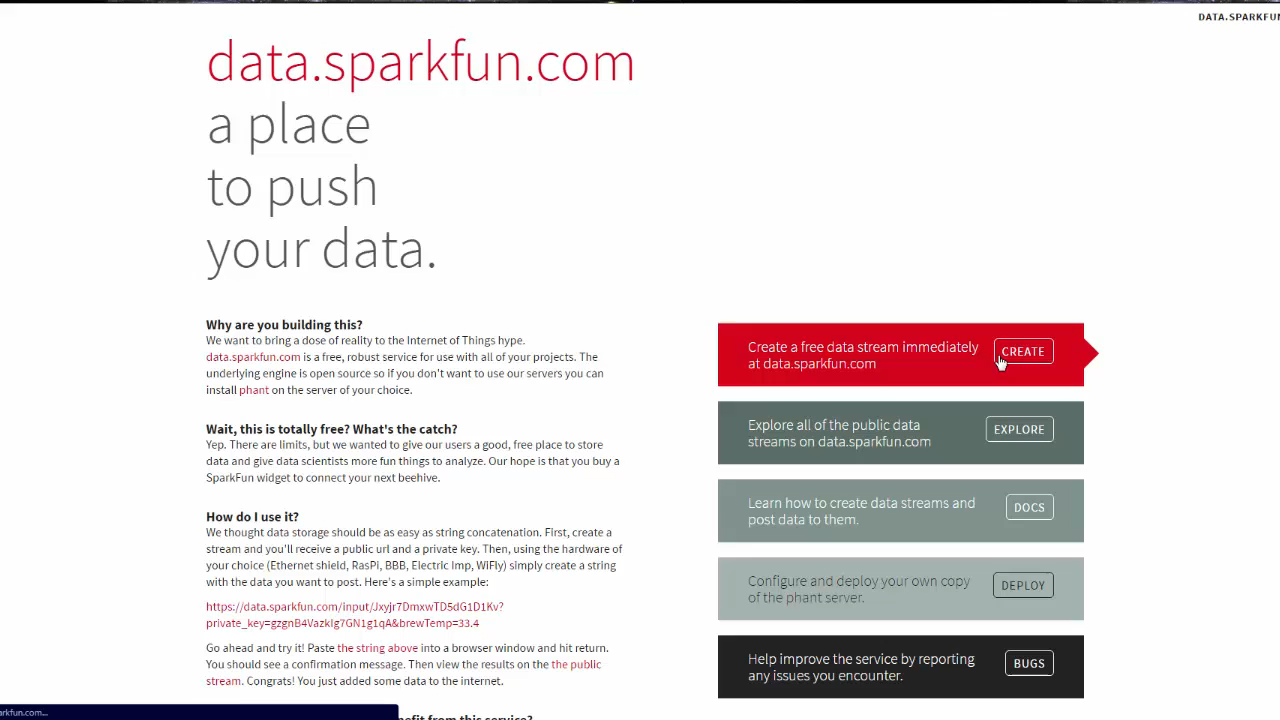 DATA.SPARKFUN
data.sparkfun.com
a place
to push
your data.
Why are you building this?
We want to bring a dose of reality to the Internet of Things hype.
data.sparkfun.com is a free, robust service for use with all of your projects. The
underlying engine is open source so if you don't want to use our servers you can
install phant on the server of your choice.
Wait, this is totally free? What's the catch?
Yep. There are limits, but we wanted to give our users a good, free place to store
data and give data scientists more fun things to analyze. Our hope is that you buy a
SparkFun widget to connect your next beehive.
How do I use it?
We thought data storage should be as easy as string concatenation. First, create a
stream and you'll receive a public url and a private key. Then, using the hardware of
your choice (Ethernet shield, RasPi, BBB, Electric Imp, WiFly) simply create a string
with the data you want to post. Here's a simple example:
https://data.sparkfun.com/input/Jxyjr7DmxwTD5dG1D1Kv?
private_key=gzgnB4VazkIg7GN1g1qA&brewTemp=33.4
Go ahead and try it! Paste the string above into a browser window and hit return.
You should see a confirmation message. Then view the results on the the public
stream. Congrats! You just added some data to the internet.
nefit from this service?
Create a free data stream immediately
at data.sparkfun.com
CREATE
Explore all of the public data
streams on data.sparkfun.com
EXPLORE
Learn how to create data streams and
post data to them.
DOCS
Configure and deploy your own copy
of the phant server.
DEPLOY
Help improve the service by reporting
any issues you encounter.
BUGS
arkfun.com...